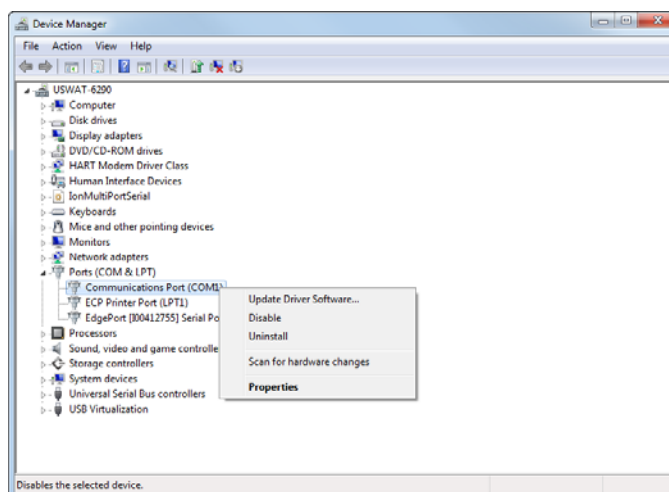 Device Manager
File Action View Help
USWAT-6290
Computer
Disk drives
Display adapters
DVD/CD-ROM drives
HART Modem Driver Class
Human Interface Devices
IonMultiPortSerial
Keyboards
Mice and other pointing devices
Monitors
Network adapters
Ports (COM & LPT)
Communications Port (COM1)
ECP Printer Port (LPT1)
EdgePort [I00412755] Serial Po
Processors
Sound, video and game controlle
Storage controllers
System devices
Universal Serial Bus controllers
USB Virtualization
Update Driver Software...
Disable
Uninstall
Scan for hardware changes
Properties
Disables the selected device.